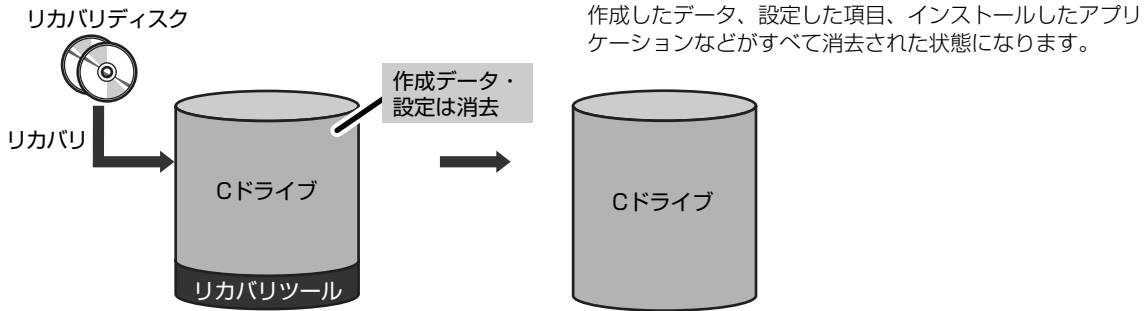 リカバリディスク
作成したデータ、設定した項目、インストールしたアプリ
ケーションなどがすべて消去された状態になります。
作成データ・
設定は消去
リカバリ
Cドライブ
Cドライブ
リカバリツール